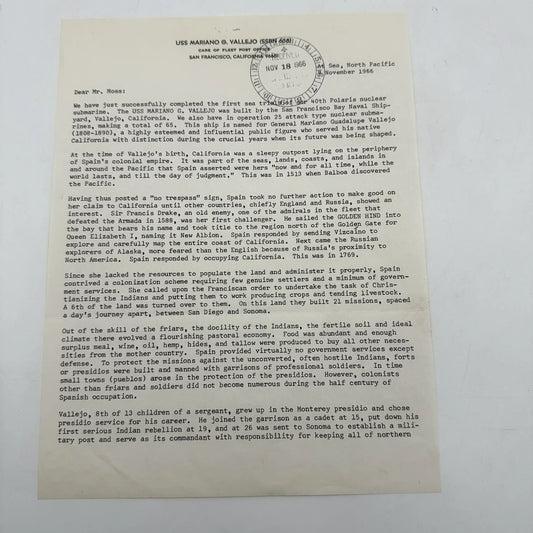 USS MARIANO G. VALLEJO (SSBN 658)
CARE OF FLEET POST OFFICE
SAN FRANCISCO, CALIFORNIA
RECEIVED
NOV 18 1966
At Sea, North Pacific
November 1966
Dear Mr. Moss:
We have just successfully completed the first sea trials of our 40th Polaris nuclear
submarine. The USS MARIANO G. VALLEJO was built by the San Francisco Bay Naval Ship-
yard, Vallejo, California. We also have in operation 25 attack type nuclear subma-
rines, making a total of 65. This ship is named for General Mariano Guadalupe Vallejo
(1808-1890), a highly esteemed and influential public figure who served his native
California with distinction during the crucial years when its future was being shaped.
At the time of Vallejo's birth, California was a sleepy outpost lying on the periphery
of Spain's colonial empire. It was part of the seas, lands, coasts, and islands in
and around the Pacific that Spain asserted were hers "now and for all time, while the
world lasts, and till the day of judgment." This was in 1513 when Balboa discovered
the Pacific.
Having thus posted a "no trespass" sign, Spain took no further action to make good on
her claim to California until other countries, chiefly England and Russia, showed an
interest. Sir Francis Drake, an old enemy, one of the admirals in the fleet that
defeated the Armada in 1588, was her first challenger. He sailed the GOLDEN HIND into
the bay that bears his name and took title to the region north of the Golden Gate for
Queen Elizabeth I, naming it New Albion. Spain responded by sending Vizcaino to
explore and carefully map the entire coast of California. Next came the Russian
explorers of Alaska, more feared than the English because of Russia's proximity to
North America. Spain responded by occupying California. This was in 1769.
Since she lacked the resources to populate the land and administer it properly, Spain
contrived a colonization scheme requiring few genuine settlers and a minimum of govern-
ment services. She called upon the Franciscan order to undertake the task of Chris-
tianizing the Indians and putting them to work producing crops and tending livestock.
A 6th of the land was turned over to them. On this land they built 21 missions, spaced
a day's journey apart, between San Diego and Sonoma.
Out of the skill of the friars, the docility of the Indians, the fertile soil and ideal
climate there evolved a flourishing pastoral economy. Food was abundant and enough
surplus meal, wine, oil, hemp, hides, and tallow were produced to buy all other neces-
sities from the mother country. Spain provided virtually no government services except
defense. To protect the missions against the unconverted, often hostile Indians, forts
or presidios were built and manned with garrisons of professional soldiers. In time
small towns (pueblos) arose in the protection of the presidios. However, colonists
other than friars and soldiers did not become numerous during the half century of
Spanish occupation.
Vallejo, 8th of 13 children of a sergeant, grew up in the Monterey presidio and chose
presidio service for his career. He joined the garrison as a cadet at 15, put down his
first serious Indian rebellion at 19, and at 26 was sent to Sonoma to establish a mili-
tary post and serve as its commandant with responsibility for keeping all of northern